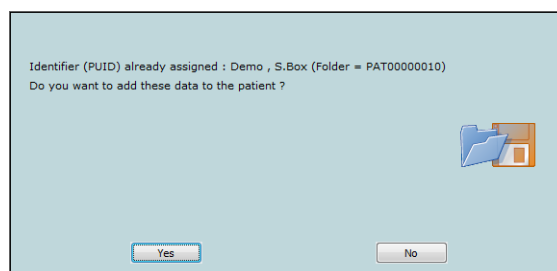 Identifier (PUID) already assigned : Demo , S.Box (Folder = PAT00000010)
Do you want to add these data to the patient ?
Yes
No